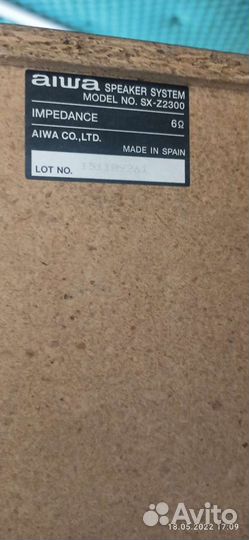 aiwa SPEAKER SYSTEM
MODEL NO. SX-Z2300
IMPEDANCE 6Ω
AIWA CO.,LTD.
MADE IN SPAIN
LOT NO.
18.05.2022 17:09
Avito